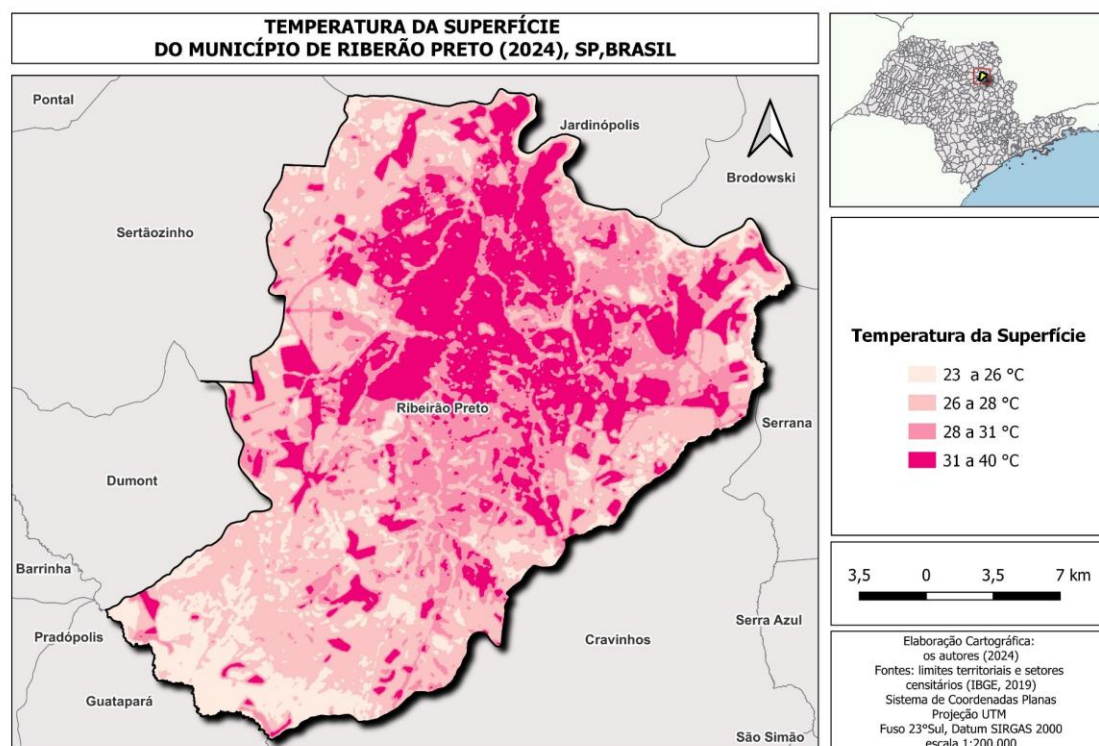 TEMPERATURA DA SUPERFÍCIE
DO MUNICÍPIO DE RIBERÃO PRETO (2024), SP,BRASIL
Pontal
Jardinópolis
Brodowski
Sertãozinho
Ribeirão Preto
Serrana
Dumont
Barrinha
Pradópolis
Cravinhos
Serra Azul
Guatapará
São Simão
Temperatura da Superfície
23 a 26 °C
26 a 28 °C
28 a 31 °C
31 a 40 °C
3,5 0 3,5 7 km
Elaboração Cartográfica:
os autores (2024)
Fontes: limites territoriais e setores
censitários (IBGE, 2019)
Sistema de Coordenadas Planas
Projeção UTM
Fuso 23°Sul, Datum SIRGAS 2000
escala 1:200.000